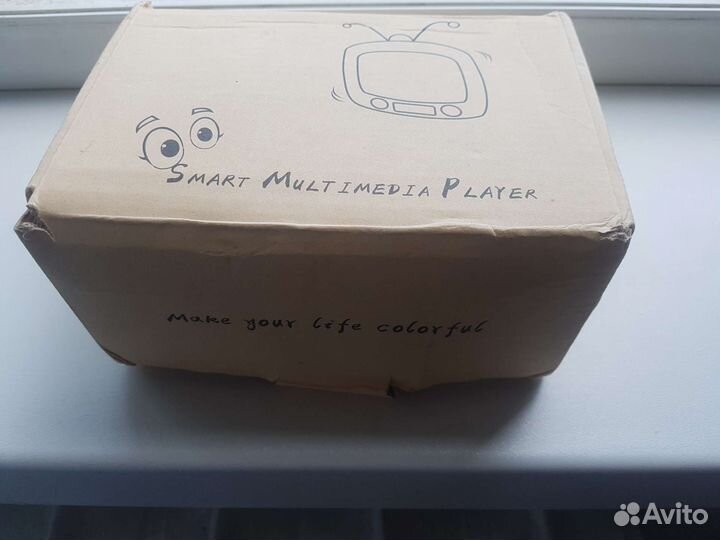 SMART MULTIMEDIA PLAYER
Make your life colorful
Avito